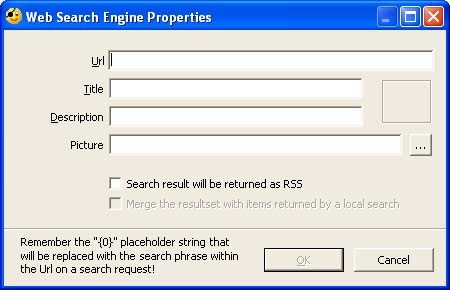 Web Search Engine Properties
Url
Title
Description
Picture
...
Search result will be returned as RSS
Merge the resultset with items returned by a local search
Remember the "{0}" placeholder string that
will be replaced with the search phrase within
the Url on a search request!
OK
Cancel